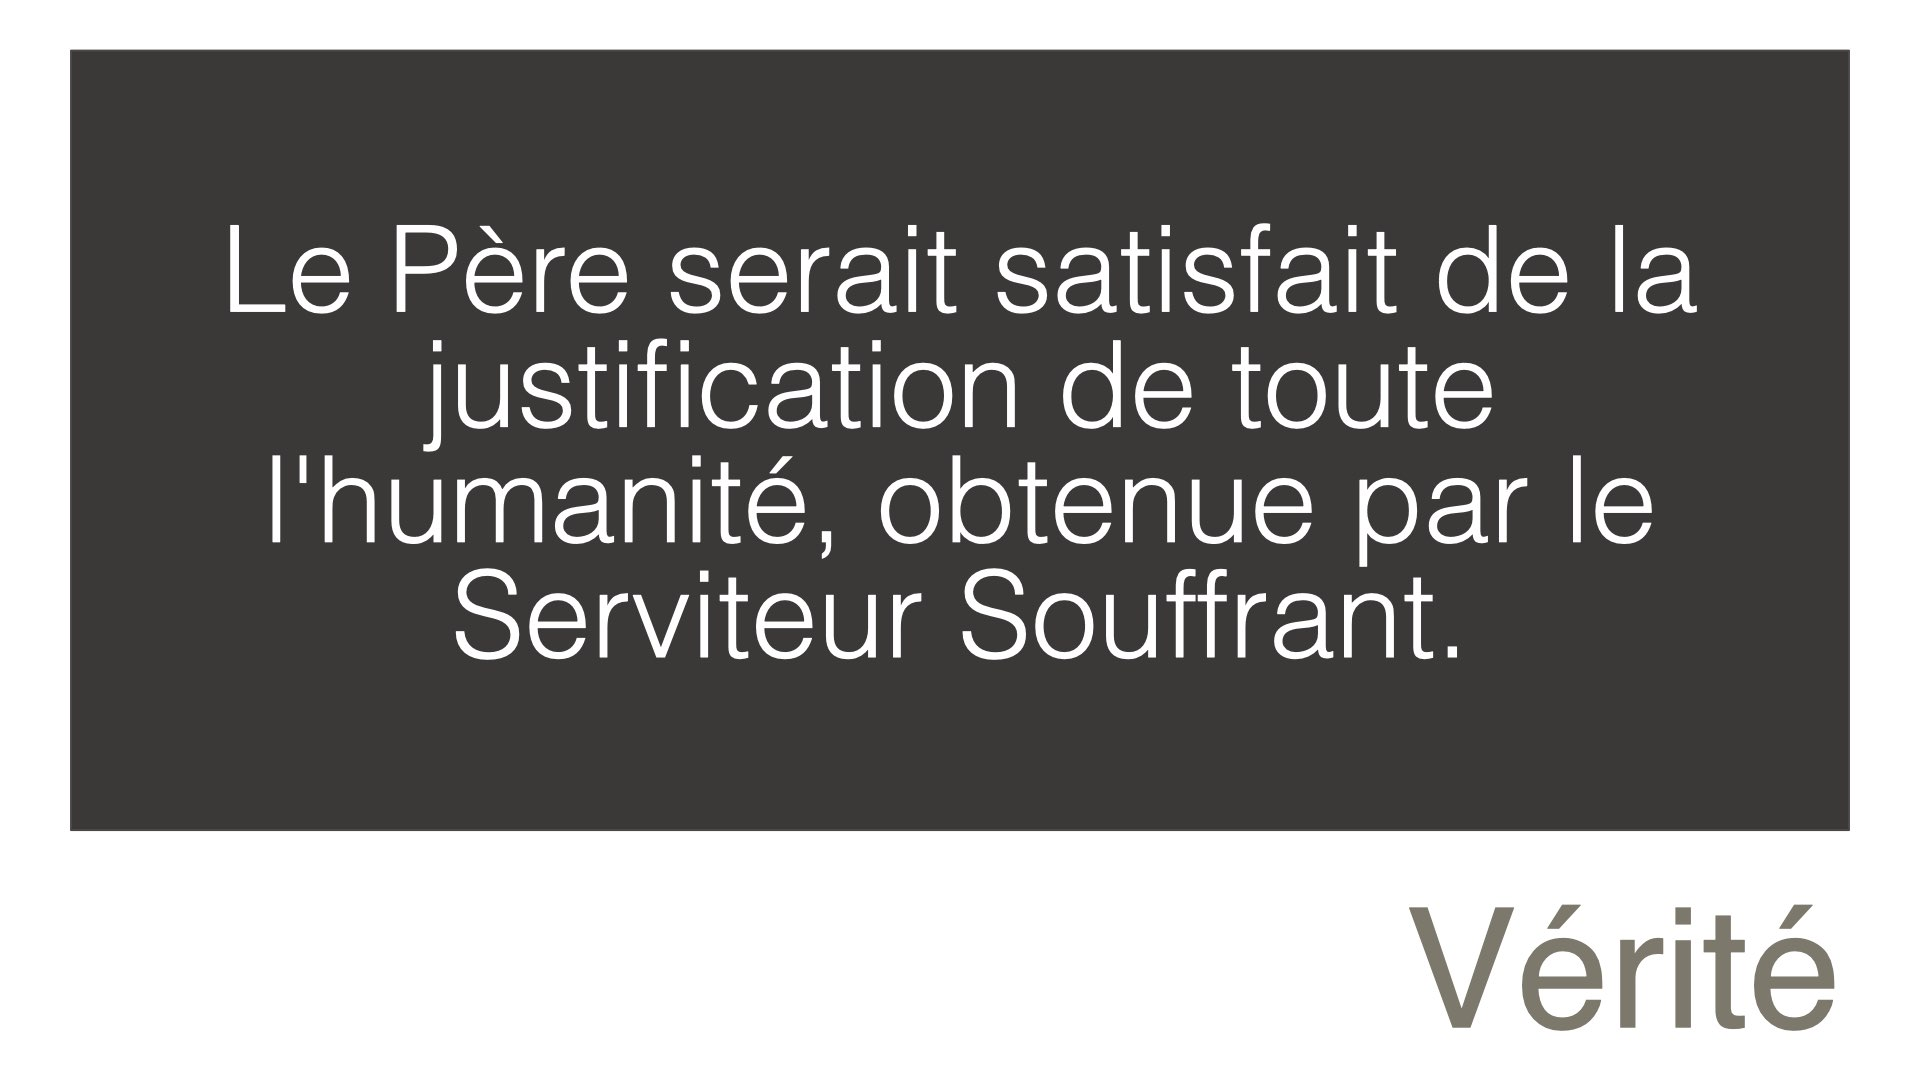 Le Père serait satisfait de la
justification de toute
l'humanité, obtenue par le
Serviteur Souffrant.
Vérité